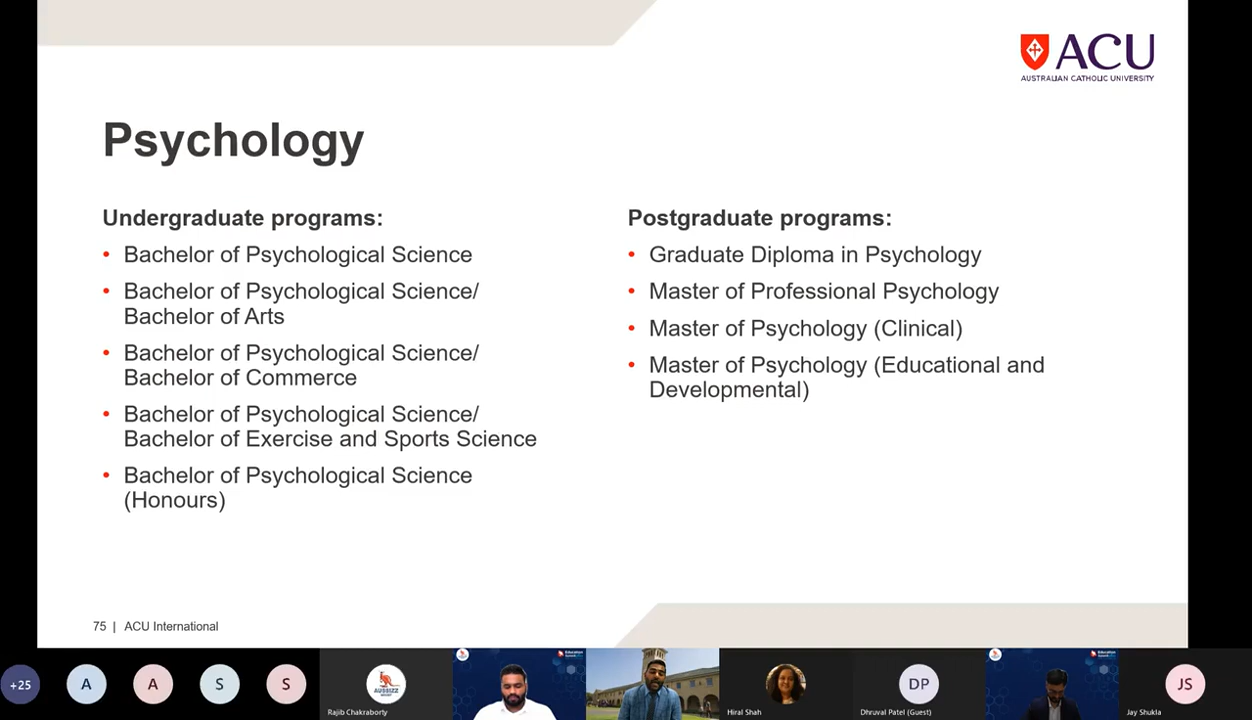 ACU
AUSTRALIAN CATHOLIC UNIVERSITY
Psychology
Undergraduate programs:
• Bachelor of Psychological Science
• Bachelor of Psychological Science/
Bachelor of Arts
• Bachelor of Psychological Science/
Bachelor of Commerce
• Bachelor of Psychological Science/
Bachelor of Exercise and Sports Science
• Bachelor of Psychological Science
(Honours)
Postgraduate programs:
• Graduate Diploma in Psychology
• Master of Professional Psychology
• Master of Psychology (Clinical)
• Master of Psychology (Educational and
Developmental)
75 | ACU International
+25
A
A
S
S
AUSSIZZ
Rajib Chakraborty
Education
Hiral Shah
DP
Dhruval Patel (Guest)
Education
JS
Jay Shukla